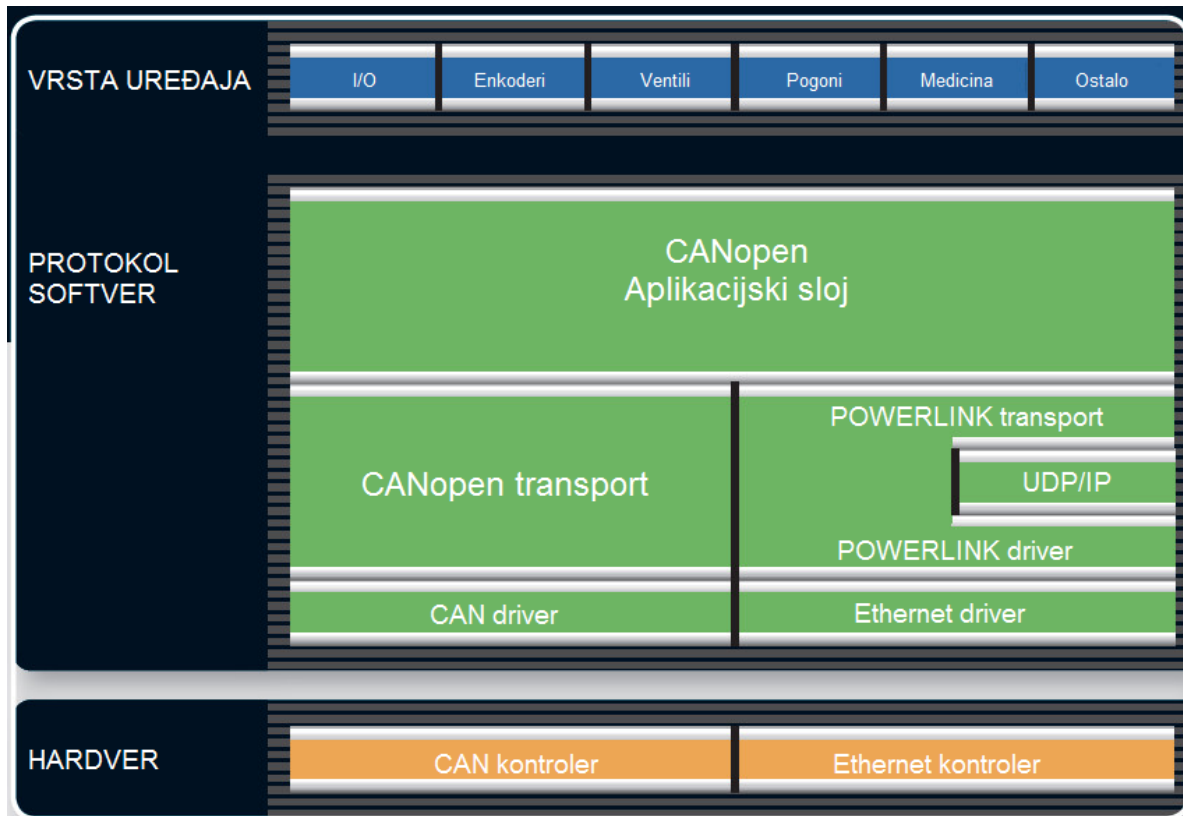 VRSTA UREĐAJA
I/O
Enkoderi
Ventili
Pogoni
Medicina
Ostalo
PROTOKOL
SOFTVER
CANopen
Aplikacijski sloj
CANopen transport
POWERLINK transport
UDP/IP
POWERLINK driver
CAN driver
Ethernet driver
HARDVER
CAN kontroler
Ethernet kontroler